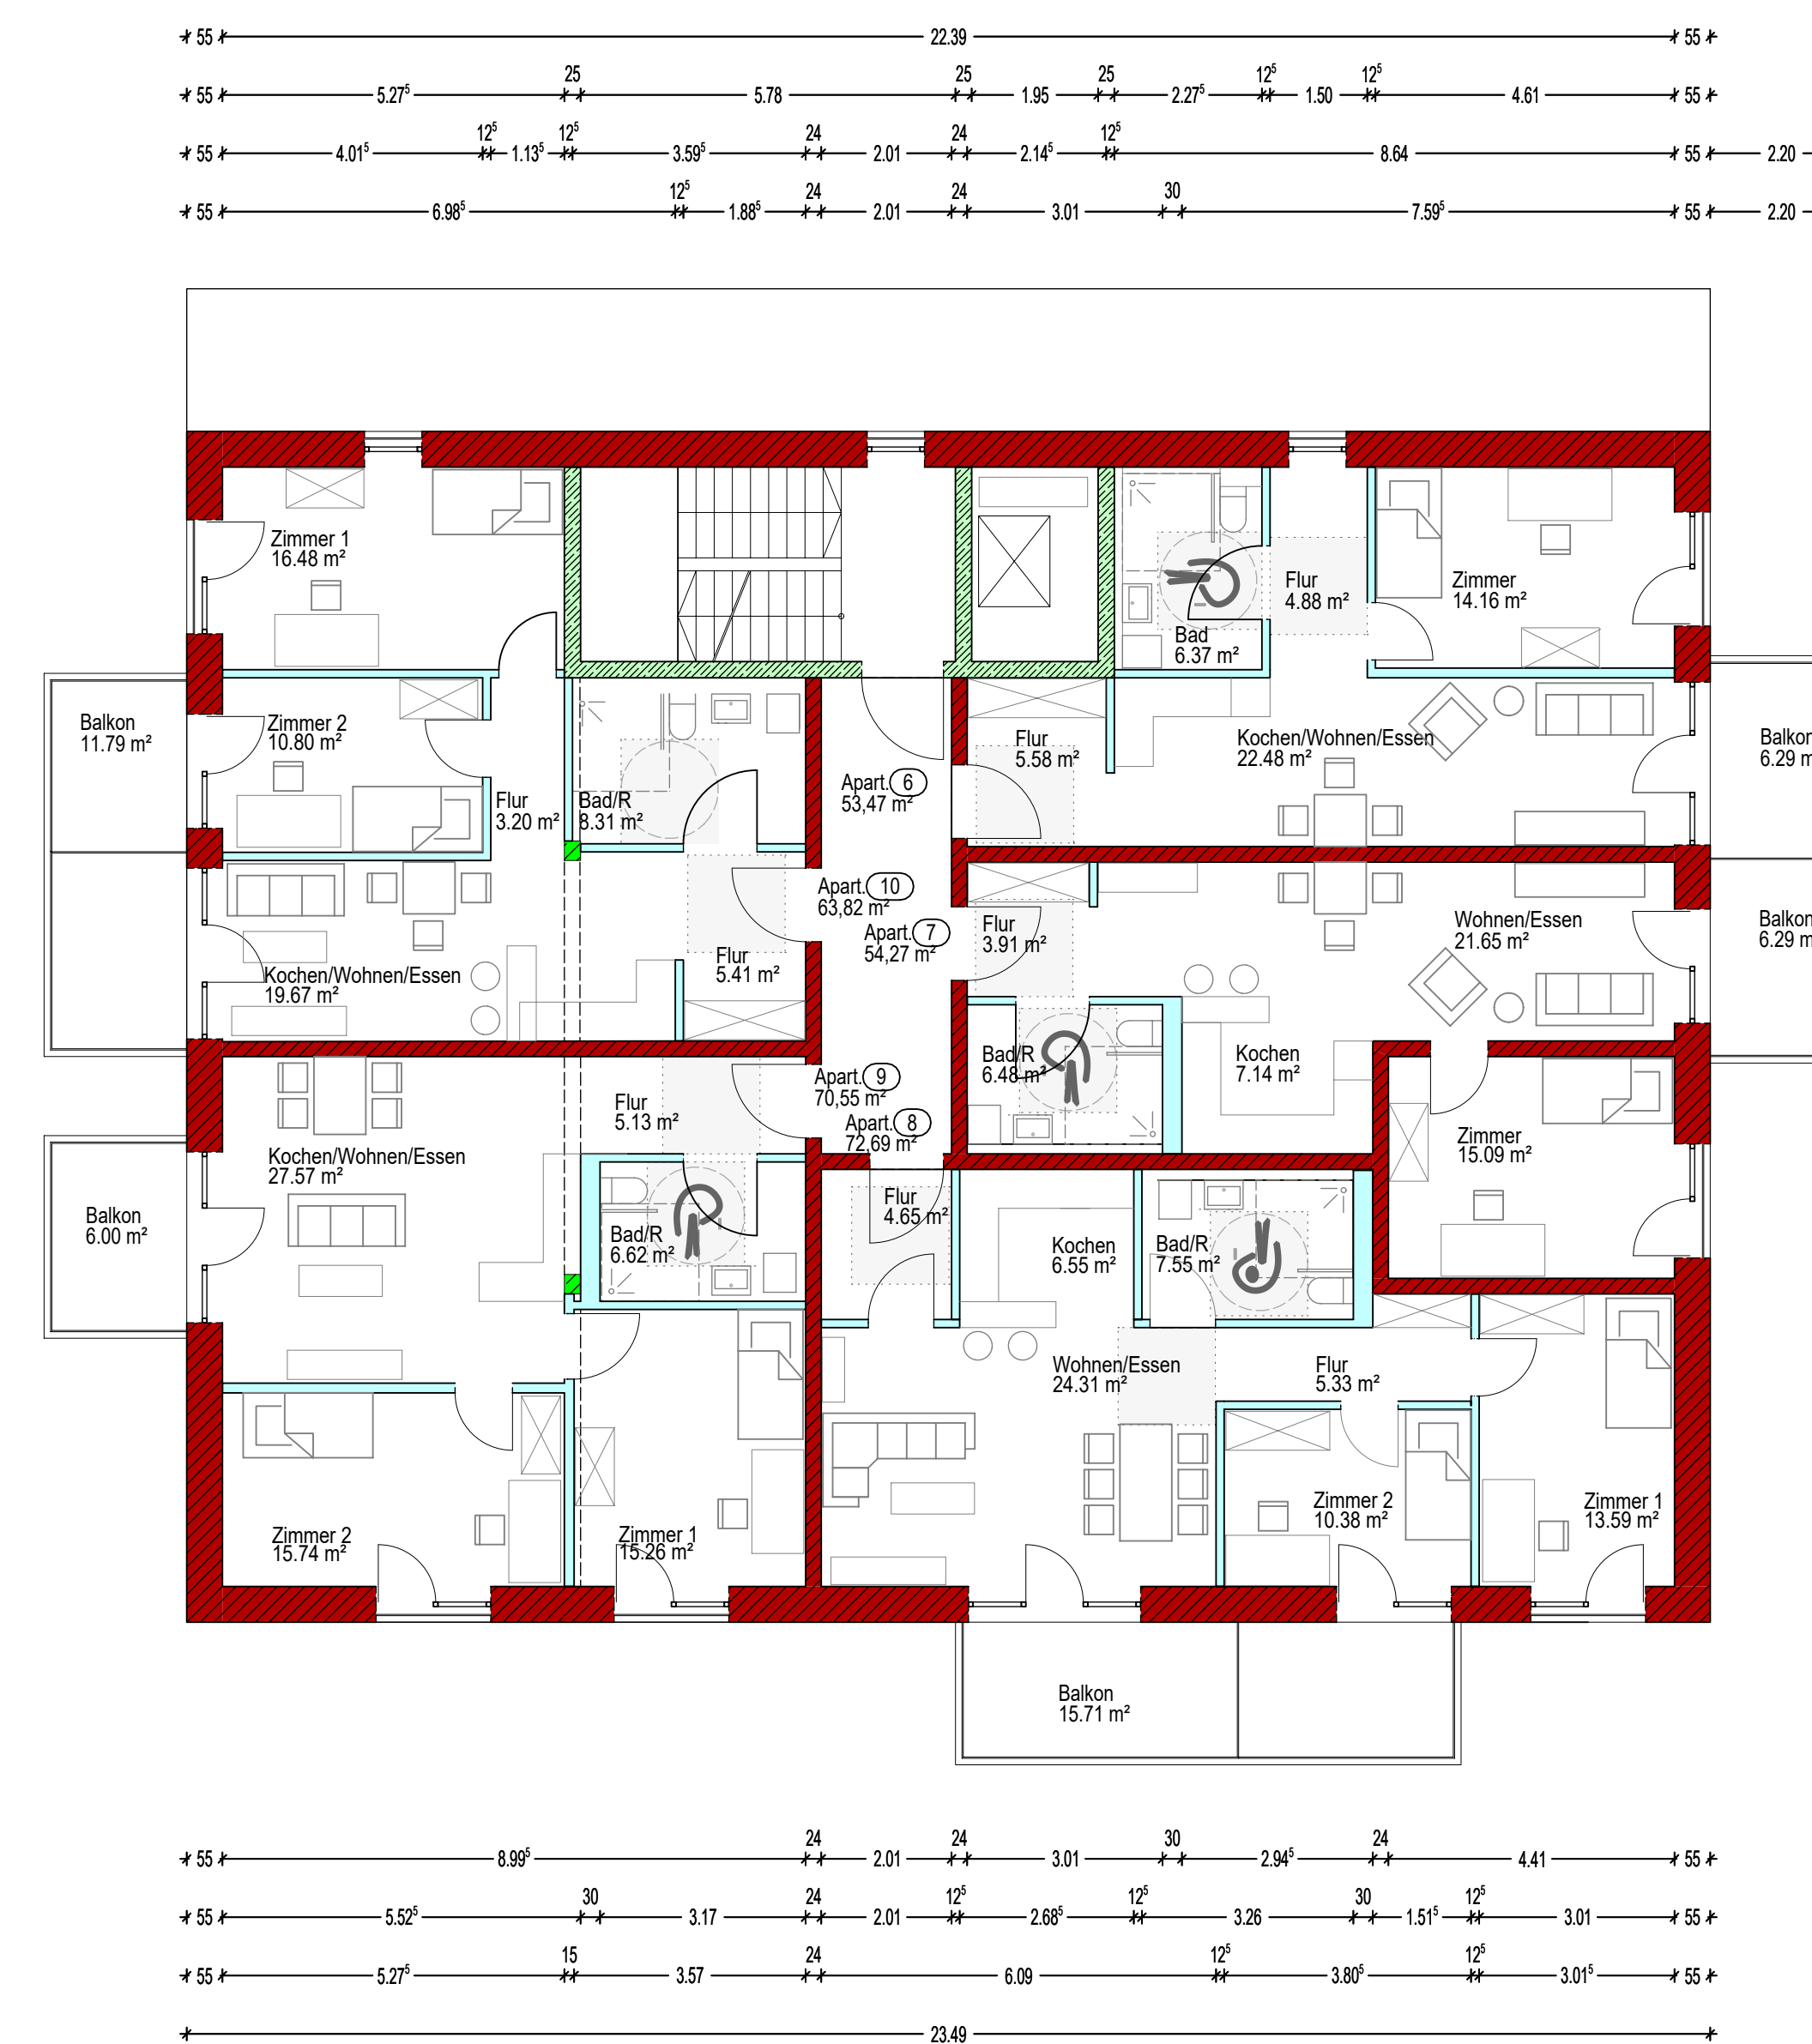 55 22.39 55
25 25 25 12⁵ 12⁵
55 5.27⁵ 5.78 1.95 2.27⁵ 1.50 4.61 55
12⁵ 12⁵ 24 24 12⁵
55 4.01⁵ 1.13⁵ 3.59⁵ 2.01 2.14⁵ 8.64 55 2.20
12⁵ 24 24 30
55 6.98⁵ 1.88⁵ 2.01 3.01 7.59⁵ 55 2.20
Zimmer 1
16.48 m²
Flur
4.88 m²
Zimmer
14.16 m²
Bad
6.37 m²
Balkon
11.79 m²
Zimmer 2
10.80 m²
Flur
3.20 m²
Bad/R
8.31 m²
Apart. 6
53,47 m²
Flur
5.58 m²
Kochen/Wohnen/Essen
22.48 m²
Balkon
6.29 m
Apart. 10
63,82 m²
Apart. 7
54,27 m²
Flur
3.91 m²
Wohnen/Essen
21.65 m²
Balkon
6.29 m
Kochen/Wohnen/Essen
19.67 m²
Flur
5.41 m²
Bad/R
6.48 m²
Kochen
7.14 m²
Apart. 9
70,55 m²
Apart. 8
72,69 m²
Flur
5.13 m²
Zimmer
15.09 m²
Kochen/Wohnen/Essen
27.57 m²
Balkon
6.00 m²
Bad/R
6.62 m²
Flur
4.65 m²
Kochen
6.55 m²
Bad/R
7.55 m²
Wohnen/Essen
24.31 m²
Flur
5.33 m²
Zimmer 2
15.74 m²
Zimmer 1
15.26 m²
Zimmer 2
10.38 m²
Zimmer 1
13.59 m²
Balkon
15.71 m²
24 24 30 24
55 8.99⁵ 2.01 3.01 2.94⁵ 4.41 55
30 24 12⁵ 12⁵ 30 12⁵
55 5.52⁵ 3.17 2.01 2.68⁵ 3.26 1.51⁵ 3.01 55
15 24 12⁵ 12⁵
55 5.27⁵ 3.57 6.09 3.80⁵ 3.01⁵ 55
23.49